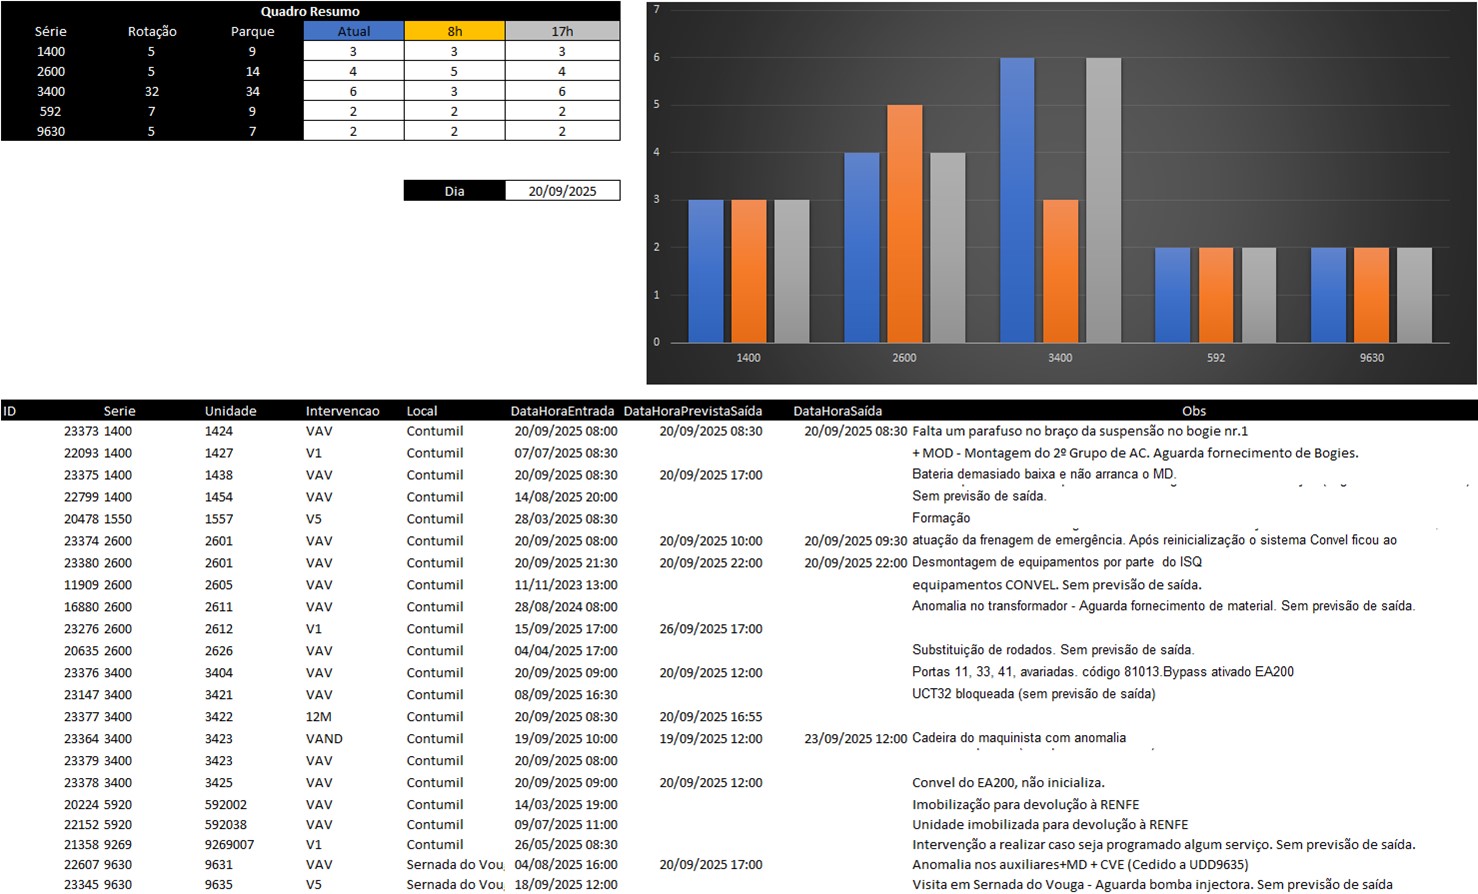 Quadro Resumo
Série Rotação Parque Atual 8h 17h
1400 5 9 3 3 3
2600 5 14 4 5 4
3400 32 34 6 3 6
592 7 9 2 2 2
9630 5 7 2 2 2
Dia 20/09/2025
7
6
5
4
3
2
1
0
1400 2600 3400 592 9630
ID Serie Unidade Intervencao Local DataHoraEntrada DataHoraPrevistaSaída DataHoraSaída Obs
23373 1400 1424 VAV Contumil 20/09/2025 08:00 20/09/2025 08:30 20/09/2025 08:30 Falta um parafuso no braço da suspensão no bogie nr.1
22093 1400 1427 V1 Contumil 07/07/2025 08:30 + MOD - Montagem do 2º Grupo de AC. Aguarda fornecimento de Bogies.
23375 1400 1438 VAV Contumil 20/09/2025 08:30 20/09/2025 17:00 Bateria demasiado baixa e não arranca o MD.
22799 1400 1454 VAV Contumil 14/08/2025 20:00 Sem previsão de saída.
20478 1550 1557 V5 Contumil 28/03/2025 08:30 Formação
23374 2600 2601 VAV Contumil 20/09/2025 08:00 20/09/2025 10:00 20/09/2025 09:30 atuação da frenagem de emergência. Após reinicialização o sistema Convel ficou ao
23380 2600 2601 VAV Contumil 20/09/2025 21:30 20/09/2025 22:00 20/09/2025 22:00 Desmontagem de equipamentos por parte do ISQ
11909 2600 2605 VAV Contumil 11/11/2023 13:00 equipamentos CONVEL. Sem previsão de saída.
16880 2600 2611 VAV Contumil 28/08/2024 08:00 Anomalia no transformador - Aguarda fornecimento de material. Sem previsão de saída.
23276 2600 2612 V1 Contumil 15/09/2025 17:00 26/09/2025 17:00
20635 2600 2626 VAV Contumil 04/04/2025 17:00 Substituição de rodados. Sem previsão de saída.
23376 3400 3404 VAV Contumil 20/09/2025 09:00 20/09/2025 12:00 Portas 11, 33, 41, avariadas. código 81013.Bypass ativado EA200
23147 3400 3421 VAV Contumil 08/09/2025 16:30 UCT32 bloqueada (sem previsão de saída)
23377 3400 3422 12M Contumil 20/09/2025 08:30 20/09/2025 16:55
23364 3400 3423 VAND Contumil 19/09/2025 10:00 19/09/2025 12:00 23/09/2025 12:00 Cadeira do maquinista com anomalia
23379 3400 3423 VAV Contumil 20/09/2025 08:00
23378 3400 3425 VAV Contumil 20/09/2025 09:00 20/09/2025 12:00 Convel do EA200, não inicializa.
20224 5920 592002 VAV Contumil 14/03/2025 19:00 Imobilização para devolução à RENFE
22152 5920 592038 VAV Contumil 09/07/2025 11:00 Unidade imobilizada para devolução à RENFE
21358 9269 9269007 V1 Contumil 26/05/2025 08:30 Intervenção a realizar caso seja programado algum serviço. Sem previsão de saída.
22607 9630 9631 VAV Sernada do Voug 04/08/2025 16:00 20/09/2025 17:00 Anomalia nos auxiliares+MD + CVE (Cedido a UDD9635)
23345 9630 9635 V5 Sernada do Voug 18/09/2025 12:00 Visita em Sernada do Vouga - Aguarda bomba injectora. Sem previsão de saída